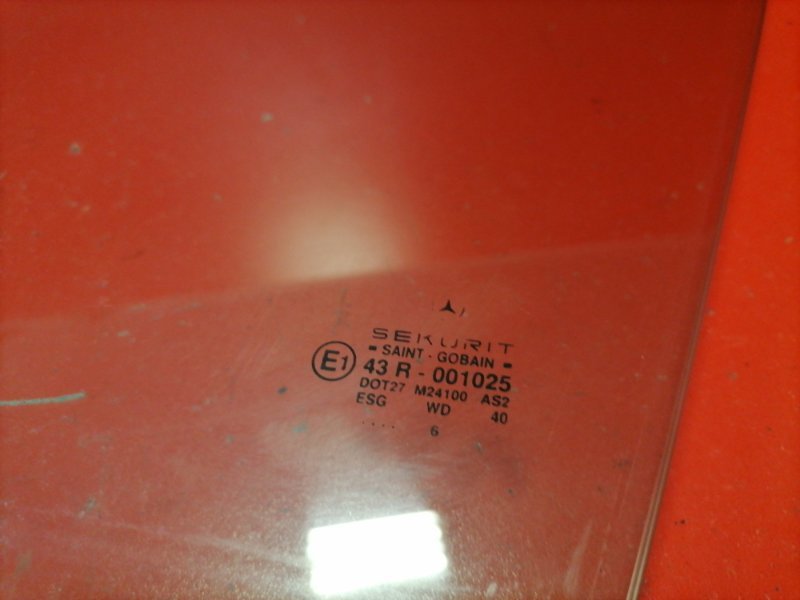 SEKURIT
SAINT - GOBAIN
E1
43 R - 001025
DOT27 M24100 AS2
ESG WD 40
.... 6